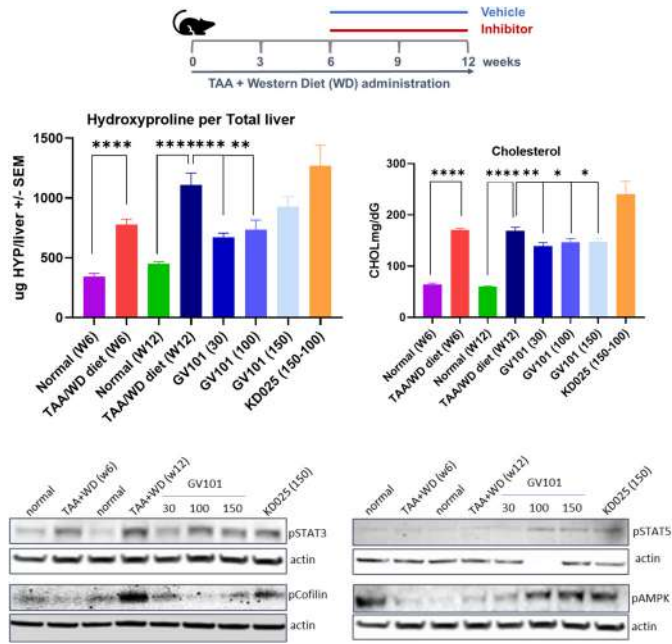 Vehicle
Inhibitor
0 3 6 9 12 weeks
TAA + Western Diet (WD) administration
Hydroxyproline per Total liver
**** **** *** **
ug HYP/liver +/- SEM
1500
1000
500
0
Normal (W6)
TAA/WD diet (W6)
Normal (W12)
TAA/WD diet (W12)
GV101 (30)
GV101 (100)
GV101 (150)
KD025 (150-100)
Cholesterol
**** **** ** * *
CHOLmg/dG
300
200
150
100
50
0
Normal (W6)
TAA/WD diet (W6)
Normal (W12)
TAA/WD diet (W12)
GV101 (30)
GV101 (100)
GV101 (150)
KD025 (150-100)
normal
TAA+WD (w6)
normal
TAA+WD (w12)
GV101
30 100 150
KD025 (150)
pSTAT3
actin
pCofilin
actin
normal
TAA+WD (w6)
normal
TAA+WD (w12)
GV101
30 100 150
KD025 (150)
pSTAT5
actin
pAMPK
actin